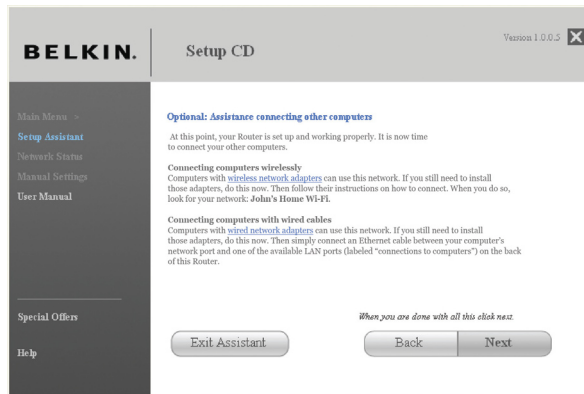 BELKIN.
Setup CD
Version 1.0.0.5
Main Menu >
Setup Assistant
Network Status
Manual Settings
User Manual
Special Offers
Help
Optional: Assistance connecting other computers
At this point, your Router is set up and working properly. It is now time
to connect your other computers.
Connecting computers wirelessly
Computers with wireless network adapters can use this network. If you still need to install
those adapters, do this now. Then follow their instructions on how to connect. When you do so,
look for your network: John's Home Wi-Fi.
Connecting computers with wired cables
Computers with wired network adapters can use this network. If you still need to install
those adapters, do this now. Then simply connect an Ethernet cable between your computer's
network port and one of the available LAN ports (labeled “connections to computers”) on the back
of this Router.
When you are done with all this click next.
Exit Assistant
Back
Next